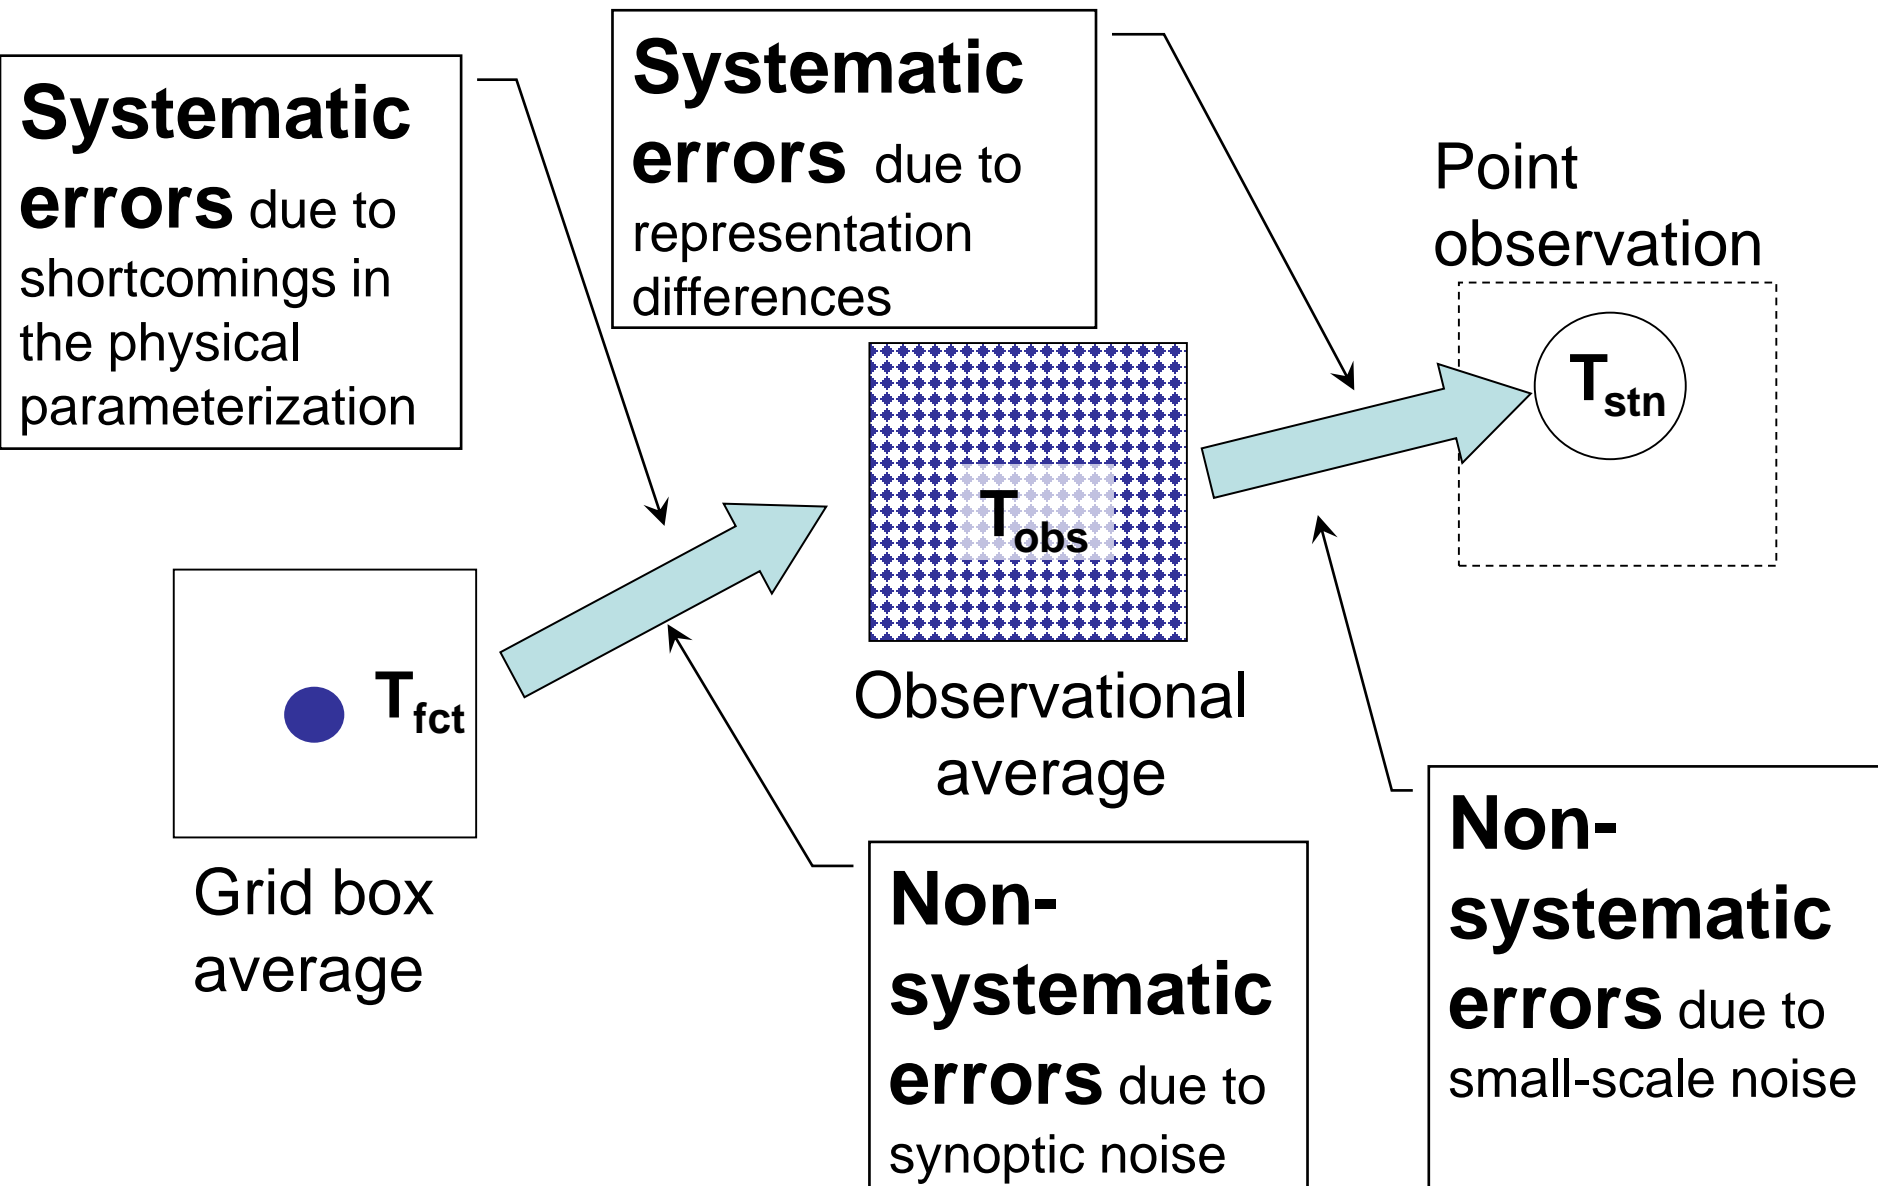 Systematic
errors due to
shortcomings in
the physical
parameterization
Systematic
errors due to
representation
differences
Point
observation
Tstn
Tobs
Tfct
Observational
average
Grid box
average
Non-
systematic
errors due to
synoptic noise
Non-
systematic
errors due to
small-scale noise